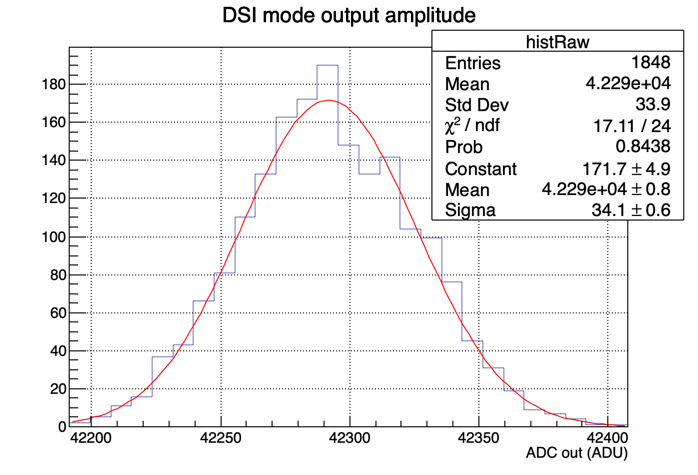 DSI mode output amplitude
histRaw
Entries 1848
Mean 4.229e+04
Std Dev 33.9
χ² / ndf 17.11 / 24
Prob 0.8438
Constant 171.7 ± 4.9
Mean 4.229e+04 ± 0.8
Sigma 34.1 ± 0.6
180
160
140
120
100
80
60
40
20
0
42200 42250 42300 42350 42400
ADC out (ADU)